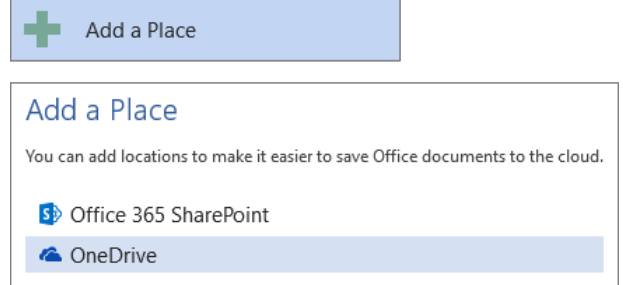 Add a Place
Add a Place
You can add locations to make it easier to save Office documents to the cloud.
Office 365 SharePoint
OneDrive